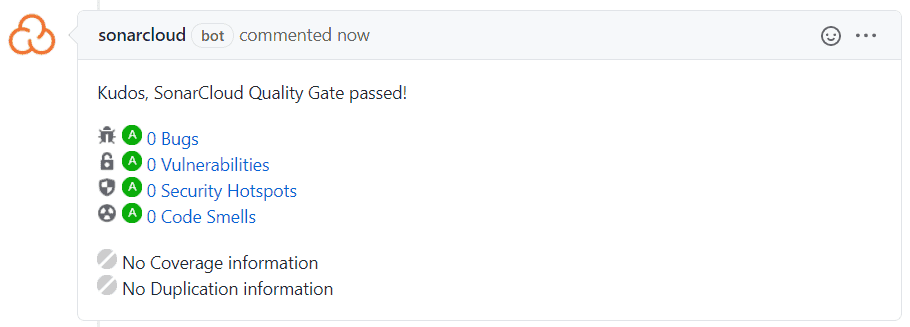 sonarcloud bot commented now
Kudos, SonarCloud Quality Gate passed!
A 0 Bugs
A 0 Vulnerabilities
A 0 Security Hotspots
A 0 Code Smells
No Coverage information
No Duplication information